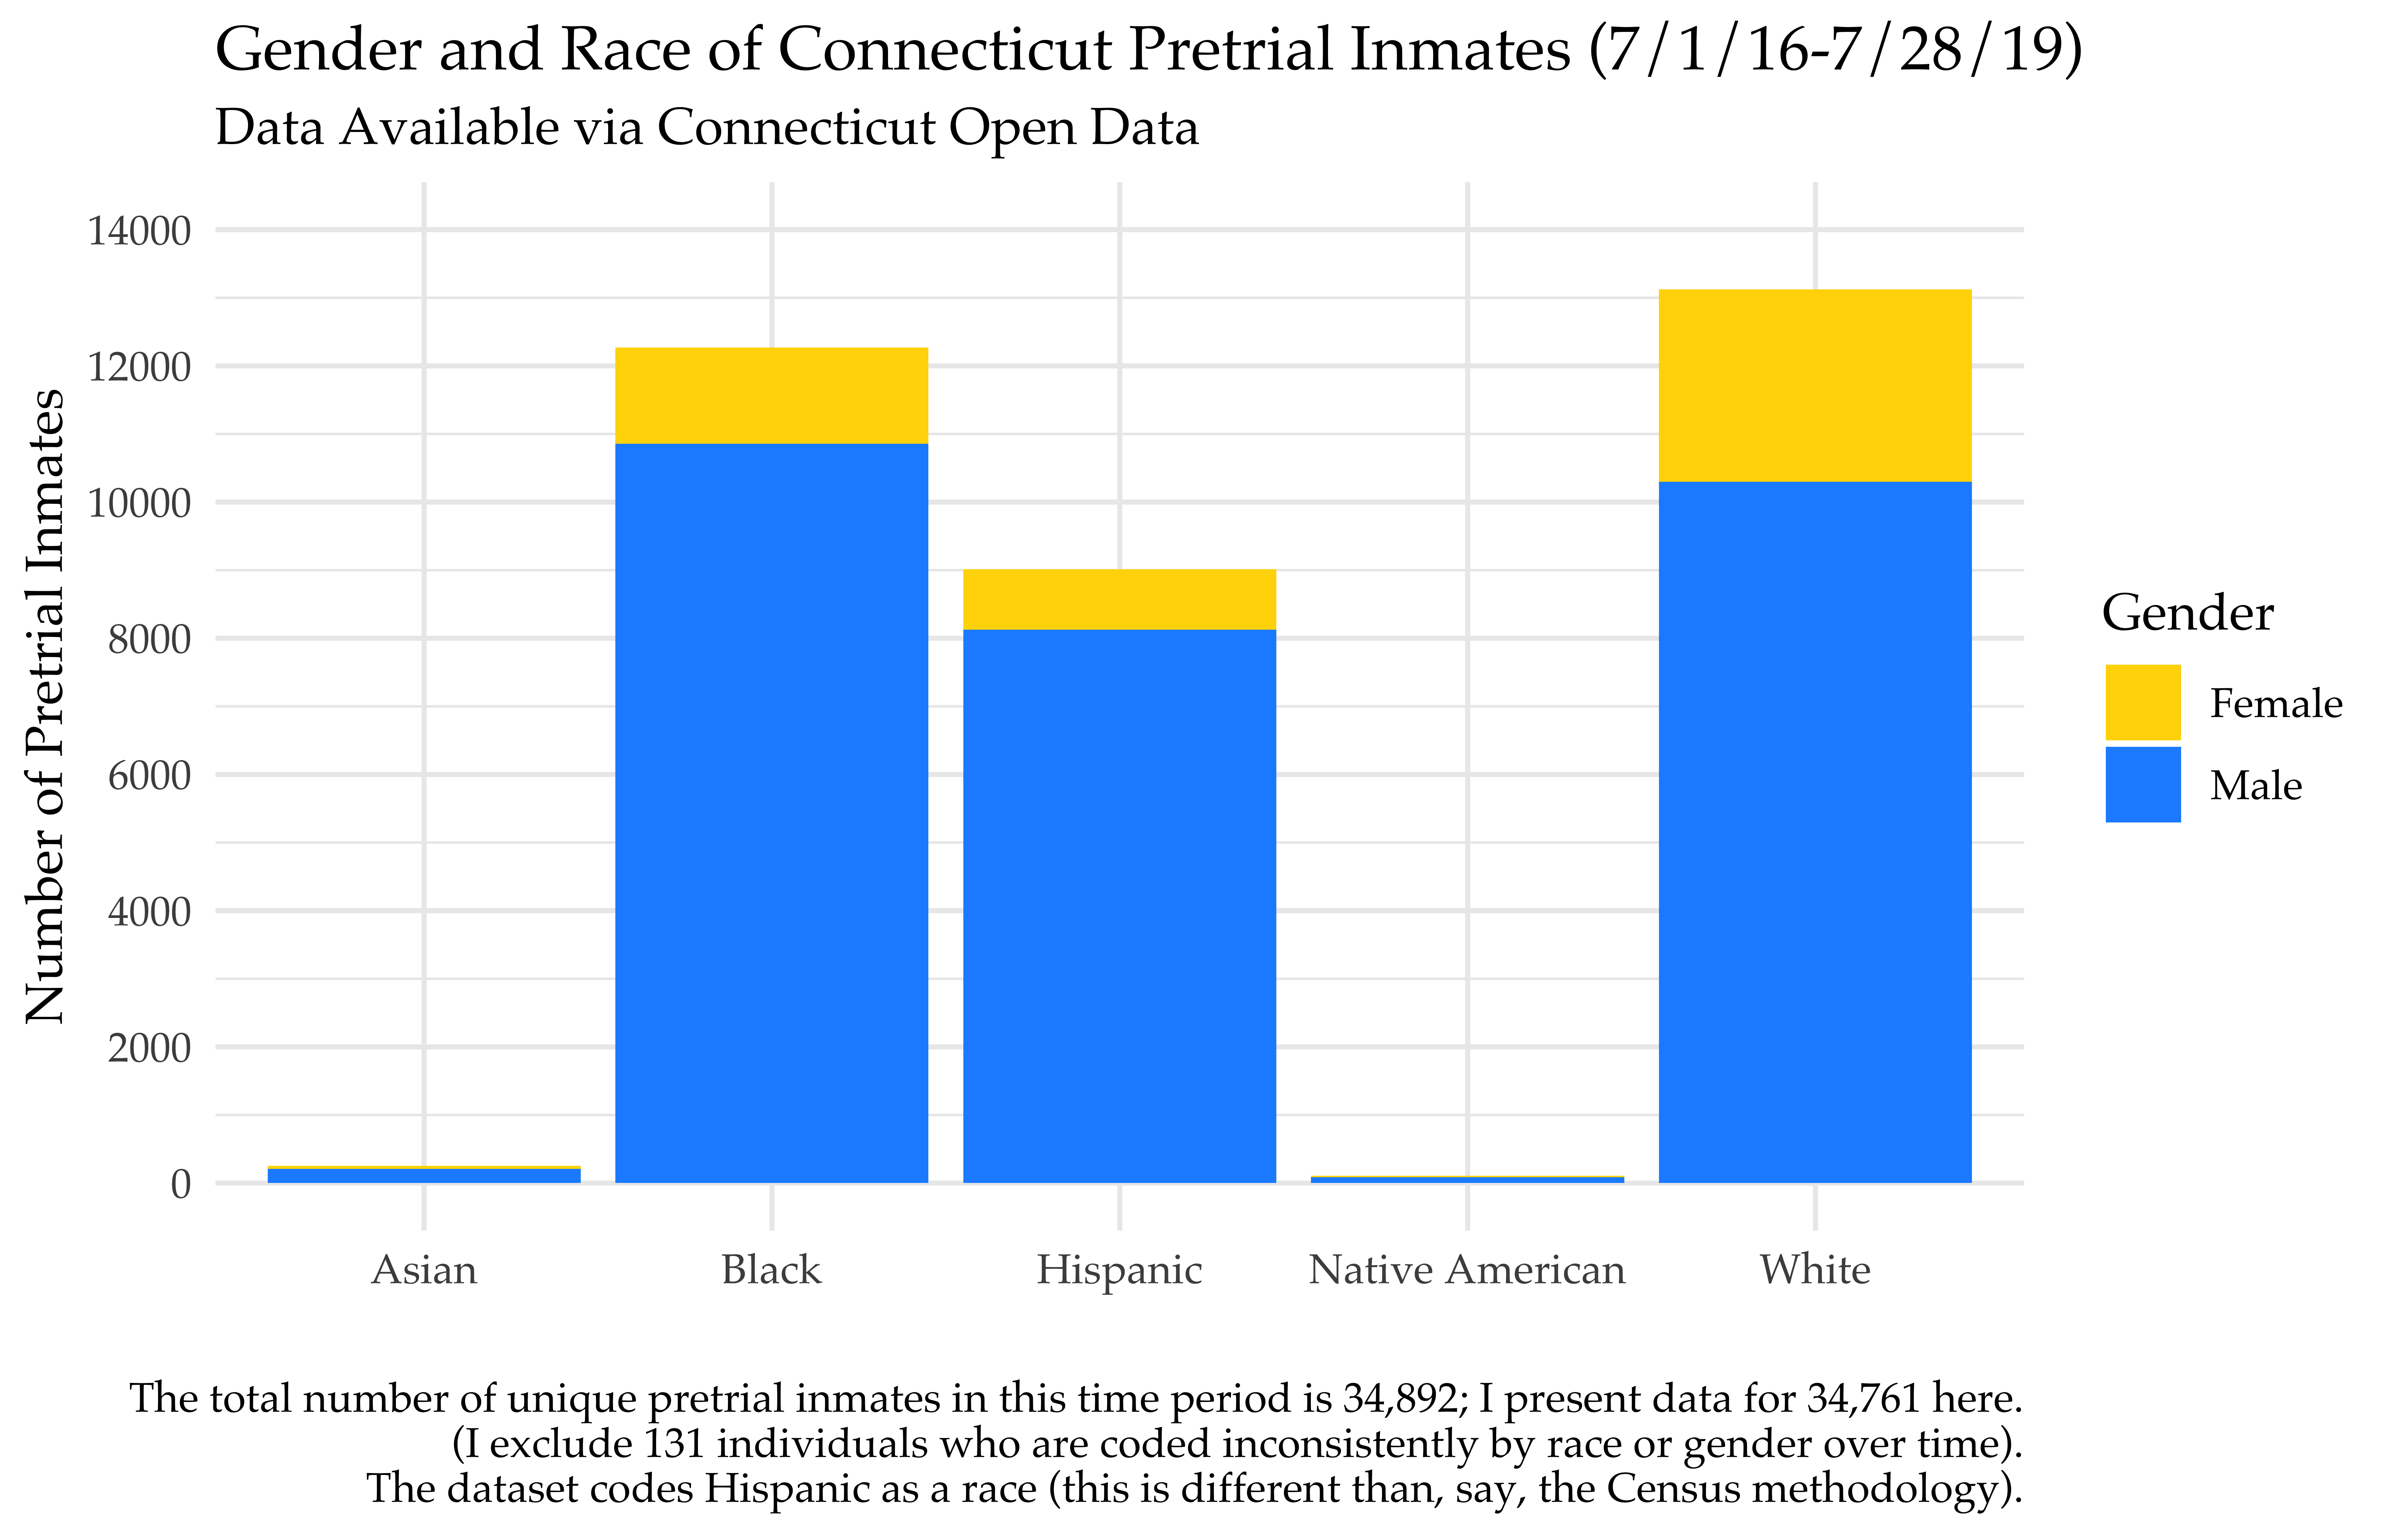 Gender and Race of Connecticut Pretrial Inmates (7/1/16-7/28/19)
Data Available via Connecticut Open Data
Number of Pretrial Inmates
14000
12000
10000
8000
6000
4000
2000
0
Asian
Black
Hispanic
Native American
White
Gender
Female
Male
The total number of unique pretrial inmates in this time period is 34,892; I present data for 34,761 here.
(I exclude 131 individuals who are coded inconsistently by race or gender over time).
The dataset codes Hispanic as a race (this is different than, say, the Census methodology).